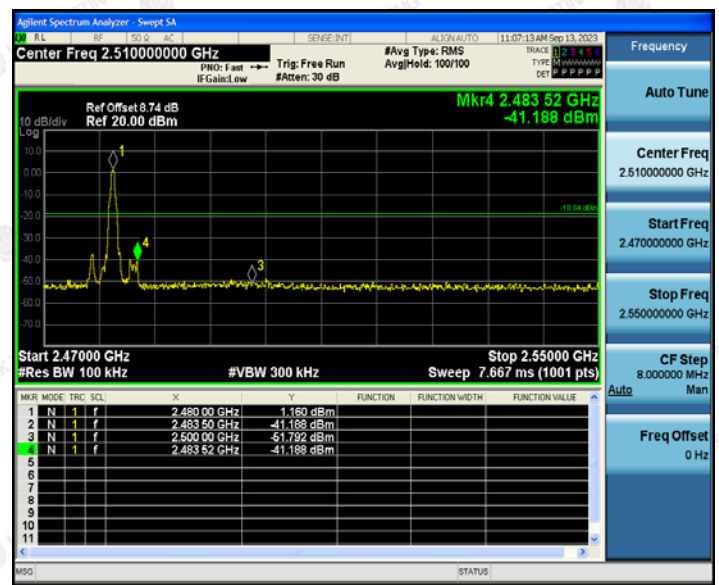 Agilent Spectrum Analyzer - Swept SA
RL RF 50 Ω AC SENSE:INT ALIGN AUTO 11:07:13 AM Sep 13, 2023
Center Freq 2.510000000 GHz
PNO: Fast
IFGain:Low
Trig: Free Run
#Atten: 30 dB
#Avg Type: RMS
Avg|Hold: 100/100
TRACE 1 2 3 4 5 6
TYPE M
DET P P P P P P
Frequency
Auto Tune
Center Freq
2.510000000 GHz
Start Freq
2.470000000 GHz
Stop Freq
2.550000000 GHz
CF Step
8.000000 MHz
Auto Man
Freq Offset
0 Hz
Mkr4 2.483 52 GHz
-41.188 dBm
Ref Offset 8.74 dB
10 dB/div Ref 20.00 dBm
Log
10.0
0.00
-10.0
-20.0
-30.0
-40.0
-50.0
-60.0
-70.0
1
4
3
Start 2.47000 GHz Stop 2.55000 GHz
#Res BW 100 kHz #VBW 300 kHz Sweep 7.667 ms (1001 pts)
MKR MODE TRC SCL X Y FUNCTION FUNCTION WIDTH FUNCTION VALUE
1 N 1 f 2.480 00 GHz 1.160 dBm
2 N 1 f 2.483 50 GHz -41.188 dBm
3 N 1 f 2.500 00 GHz -51.792 dBm
4 N 1 f 2.483 52 GHz -41.188 dBm
5
6
7
8
9
10
11
MSG STATUS